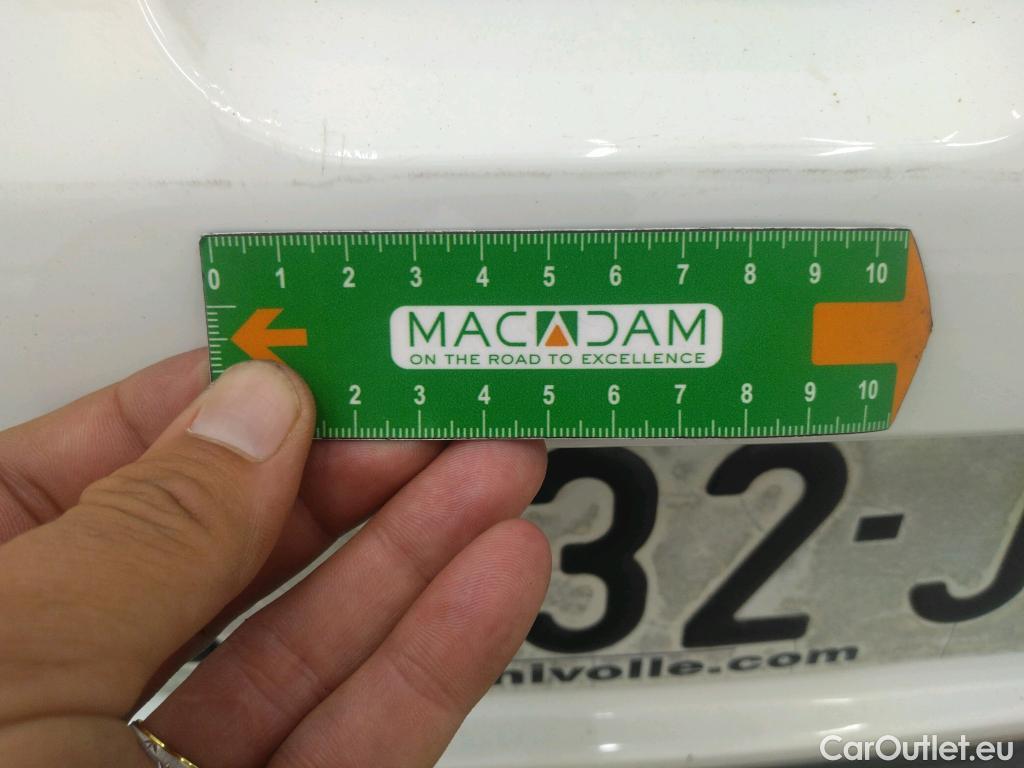 0 1 2 3 4 5 6 7 8 9 10
MACADAM
ON THE ROAD TO EXCELLENCE
2 3 4 5 6 7 8 9 10
32-J
nivolle.com
CarOutlet.eu